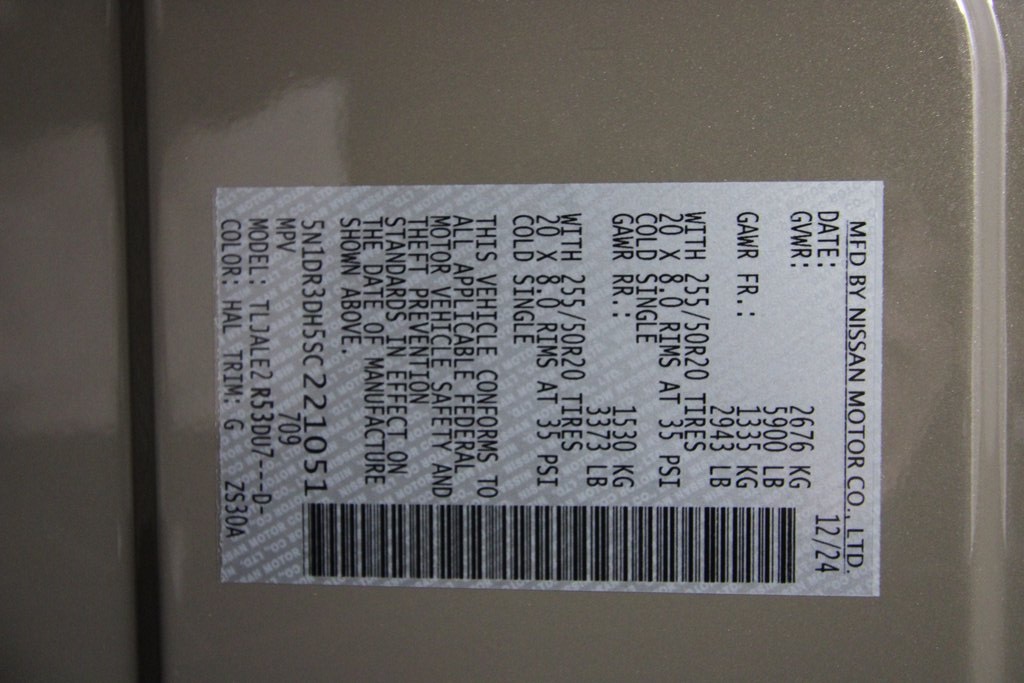 MFD BY NISSAN MOTOR CO., LTD.
DATE: 12/24
GVWR: 2676 KG
5900 LB
GAWR FR.: 1335 KG
2943 LB
WITH 255/50R20 TIRES
20 X 8.0 RIMS AT 35 PSI
COLD SINGLE
GAWR RR.: 1530 KG
3373 LB
WITH 255/50R20 TIRES
20 X 8.0 RIMS AT 35 PSI
COLD SINGLE
THIS VEHICLE CONFORMS TO
ALL APPLICABLE FEDERAL
MOTOR VEHICLE SAFETY AND
THEFT PREVENTION
STANDARDS IN EFFECT ON
THE DATE OF MANUFACTURE
SHOWN ABOVE.
5N1DR3DH5SC221051
MPV 709
MODEL: TLJALE2 R53DU7---D-
COLOR: HAL TRIM: G ZS30A